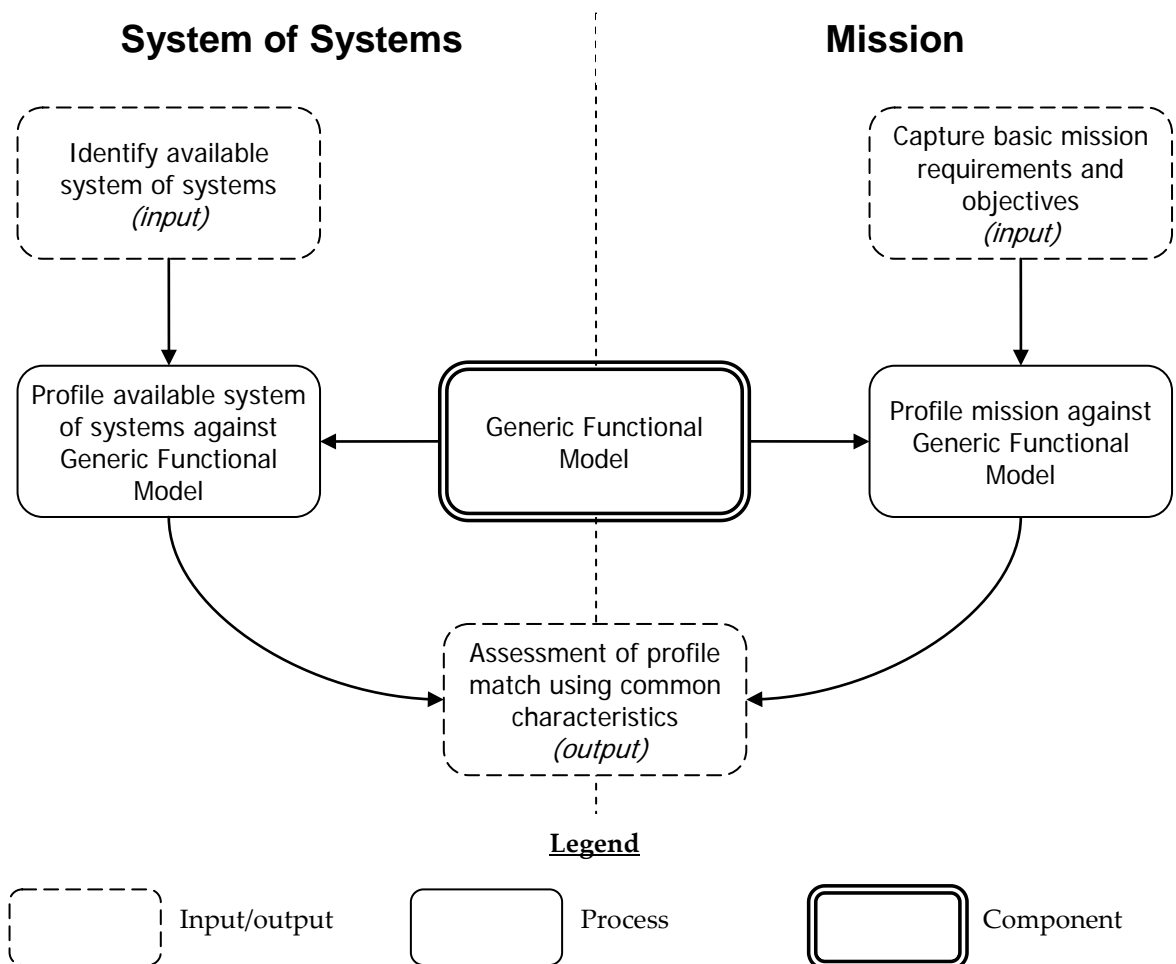 System of Systems
Mission
Identify available
system of systems
(input)
Capture basic mission
requirements and
objectives
(input)
Profile available system
of systems against
Generic Functional
Model
Generic Functional
Model
Profile mission against
Generic Functional
Model
Assessment of profile
match using common
characteristics
(output)
Legend
Input/output
Process
Component